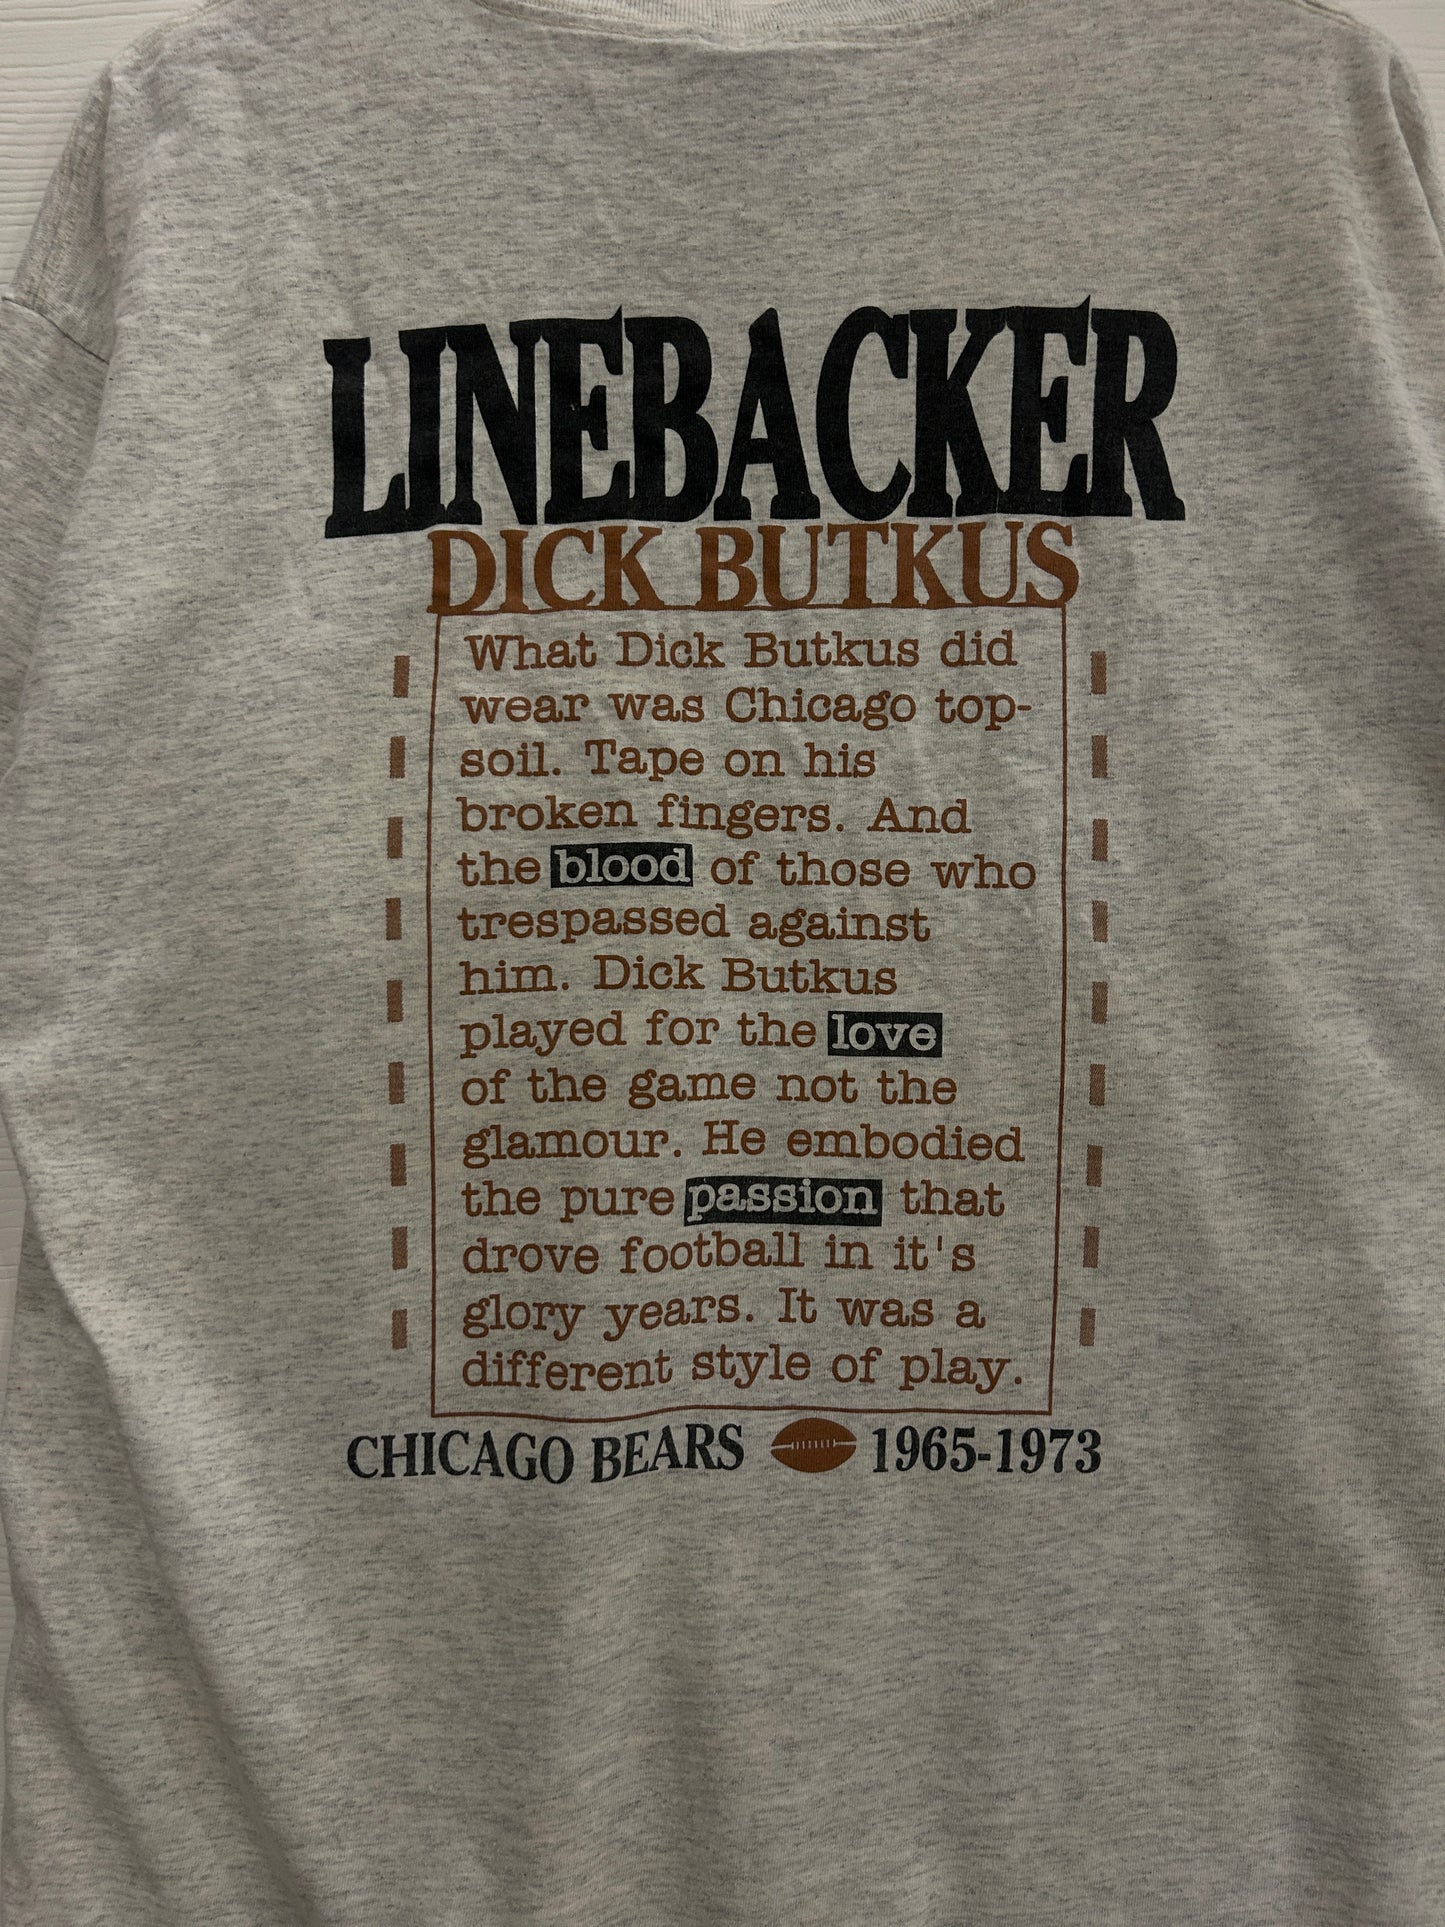 LINEBACKER
DICK BUTKUS
What Dick Butkus did
wear was Chicago top-
soil. Tape on his
broken fingers. And
the blood of those who
trespassed against
him. Dick Butkus
played for the love
of the game not the
glamour. He embodied
the pure passion that
drove football in it's
glory years. It was a
different style of play.
CHICAGO BEARS 1965-1973